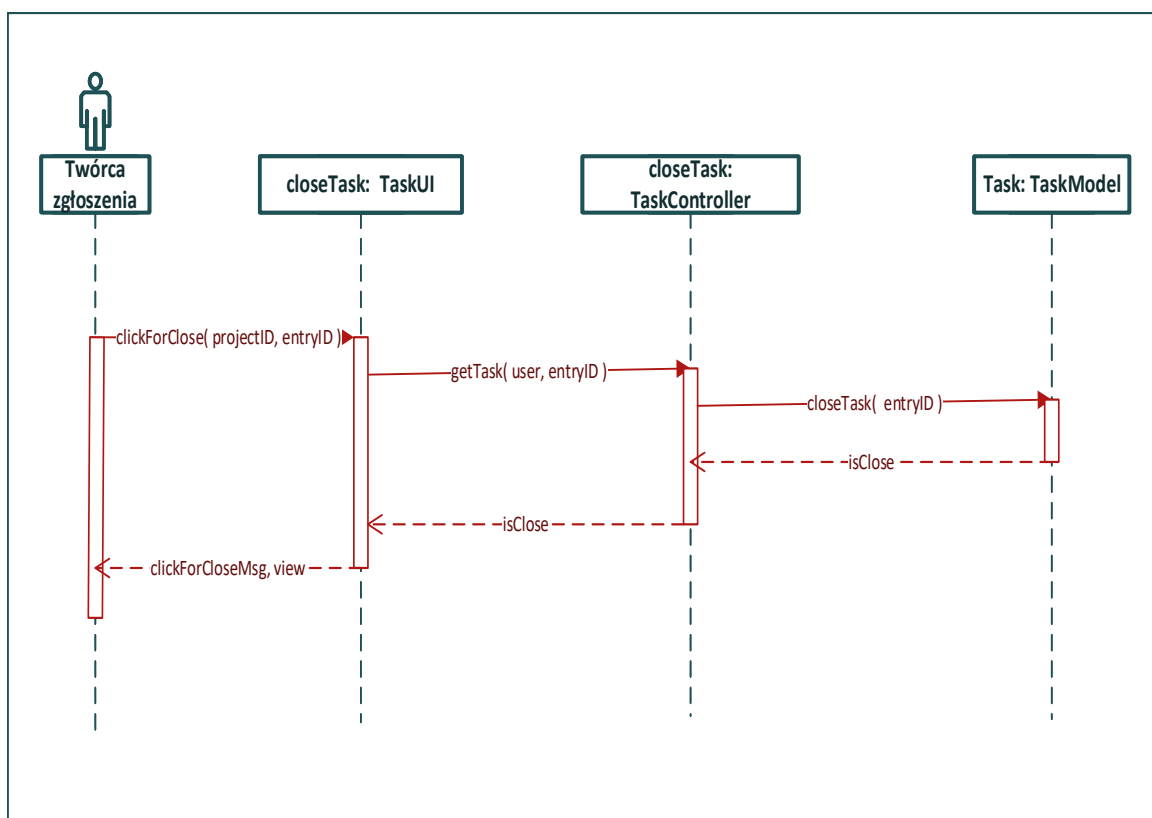 Twórca
zgłoszenia
closeTask:  TaskUI
closeTask:
TaskController
Task: TaskModel
clickForClose( projectID, entryID )
getTask( user, entryID )
closeTask(  entryID )
isClose
isClose
clickForCloseMsg, view